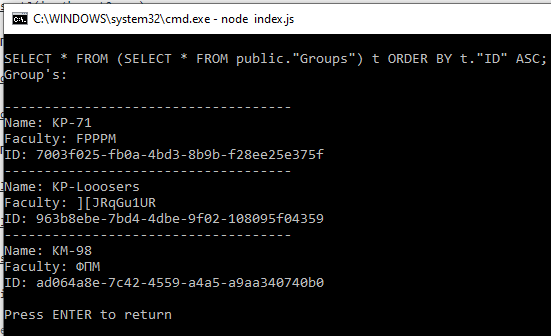 C:\WINDOWS\system32\cmd.exe - node index.js
SELECT * FROM (SELECT * FROM public."Groups") t ORDER BY t."ID" ASC;
Group's:
------------------------------------
Name: KP-71
Faculty: FPPPM
ID: 7003f025-fb0a-4bd3-8b9b-f28ee25e375f
------------------------------------
Name: KP-Looosers
Faculty: ][JRqGu1UR
ID: 963b8ebe-7bd4-4dbe-9f02-108095f04359
------------------------------------
Name: KM-98
Faculty: ФПМ
ID: ad064a8e-7c42-4559-a4a5-a9aa340740b0
Press ENTER to return